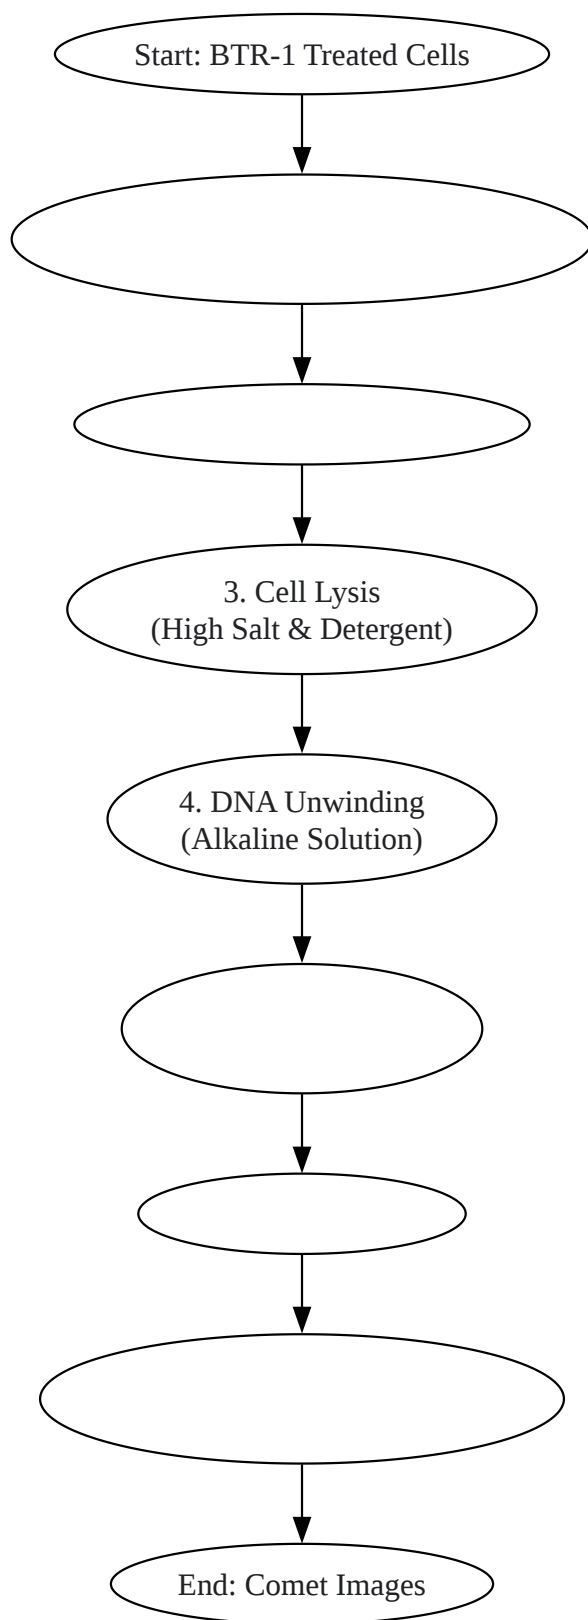 Start: BTR-1 Treated Cells
3. Cell Lysis
(High Salt & Detergent)
4. DNA Unwinding
(Alkaline Solution)
End: Comet Images